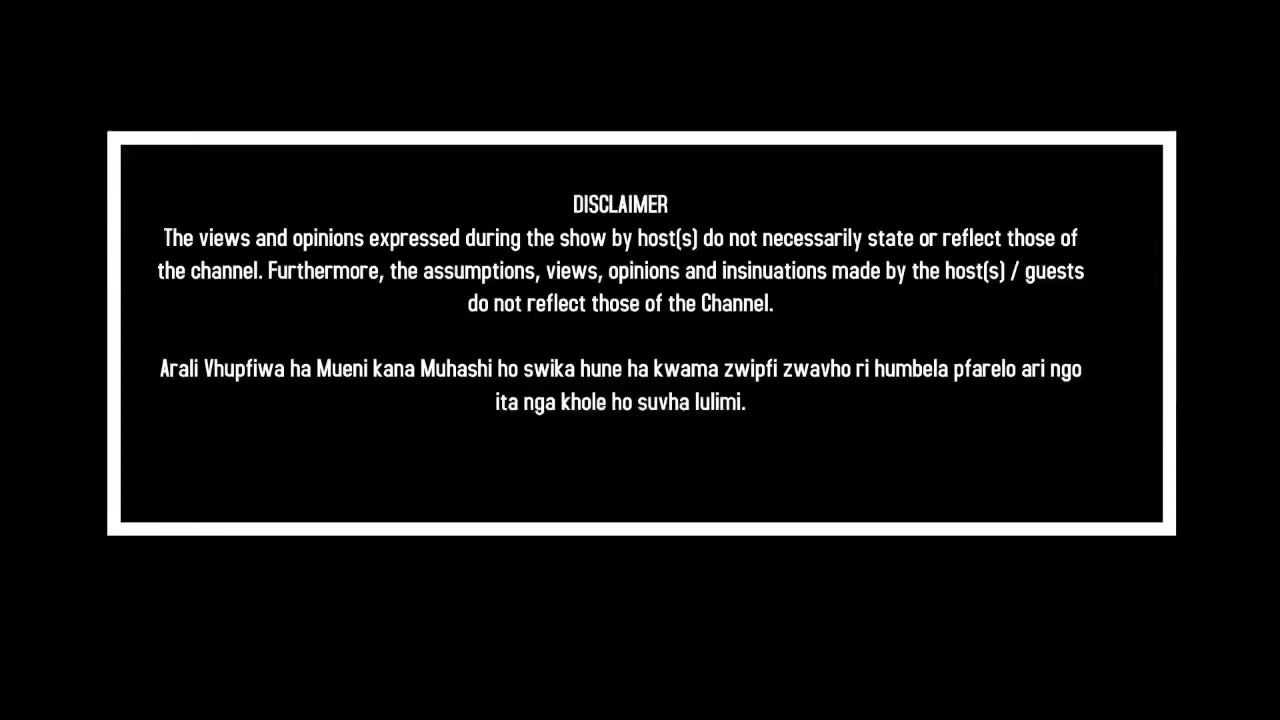 DISCLAIMER
The views and opinions expressed during the show by host(s) do not necessarily state or reflect those of
the channel. Furthermore, the assumptions, views, opinions and insinuations made by the host(s) / guests
do not reflect those of the Channel.
Arali Vhupfiwa ha Mueni kana Muhashi ho swika hune ha kwama zwipfi zwavho ri humbela pfarelo ari ngo
ita nga khole ho suvha lulimi.